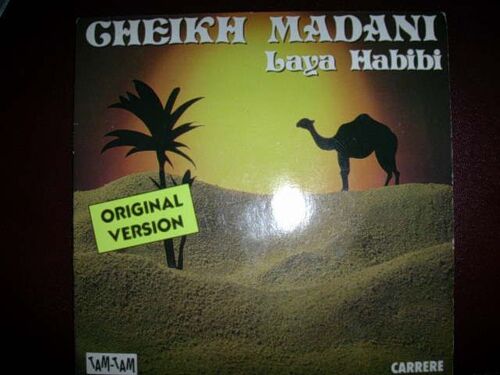 CHEIKH MADANI
Laya Habibi
ORIGINAL
VERSION
TAM-TAM
CARRERE